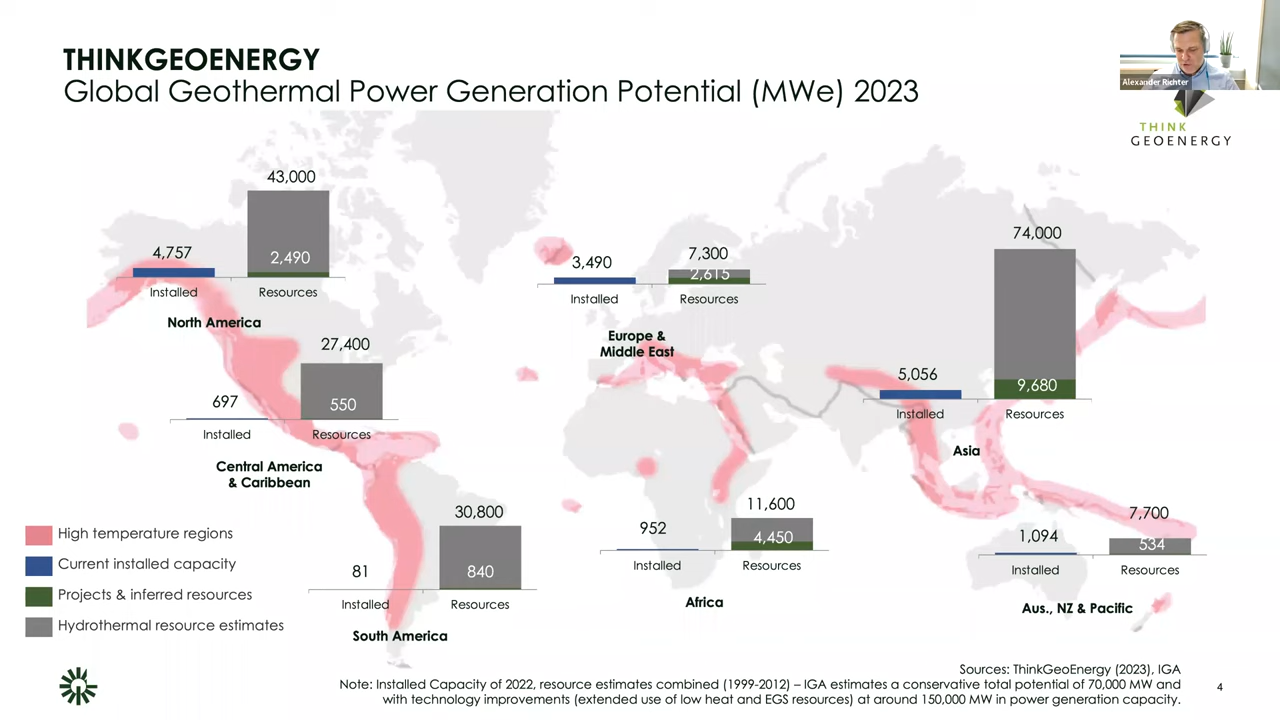 THINKGEOENERGY
Global Geothermal Power Generation Potential (MWe) 2023
Alexander Richter
THINK
GEOENERGY
43,000
4,757
2,490
Installed
Resources
North America
27,400
697
550
Installed
Resources
Central America
& Caribbean
30,800
81
840
Installed
Resources
South America
7,300
3,490
2,615
Installed
Resources
Europe &
Middle East
11,600
952
4,450
Installed
Resources
Africa
74,000
5,056
9,680
Installed
Resources
Asia
7,700
1,094
534
Installed
Resources
Aus., NZ & Pacific
High temperature regions
Current installed capacity
Projects & inferred resources
Hydrothermal resource estimates
Sources: ThinkGeoEnergy (2023), IGA
Note: Installed Capacity of 2022, resource estimates combined (1999-2012) – IGA estimates a conservative total potential of 70,000 MW and
with technology improvements (extended use of low heat and EGS resources) at around 150,000 MW in power generation capacity.
4